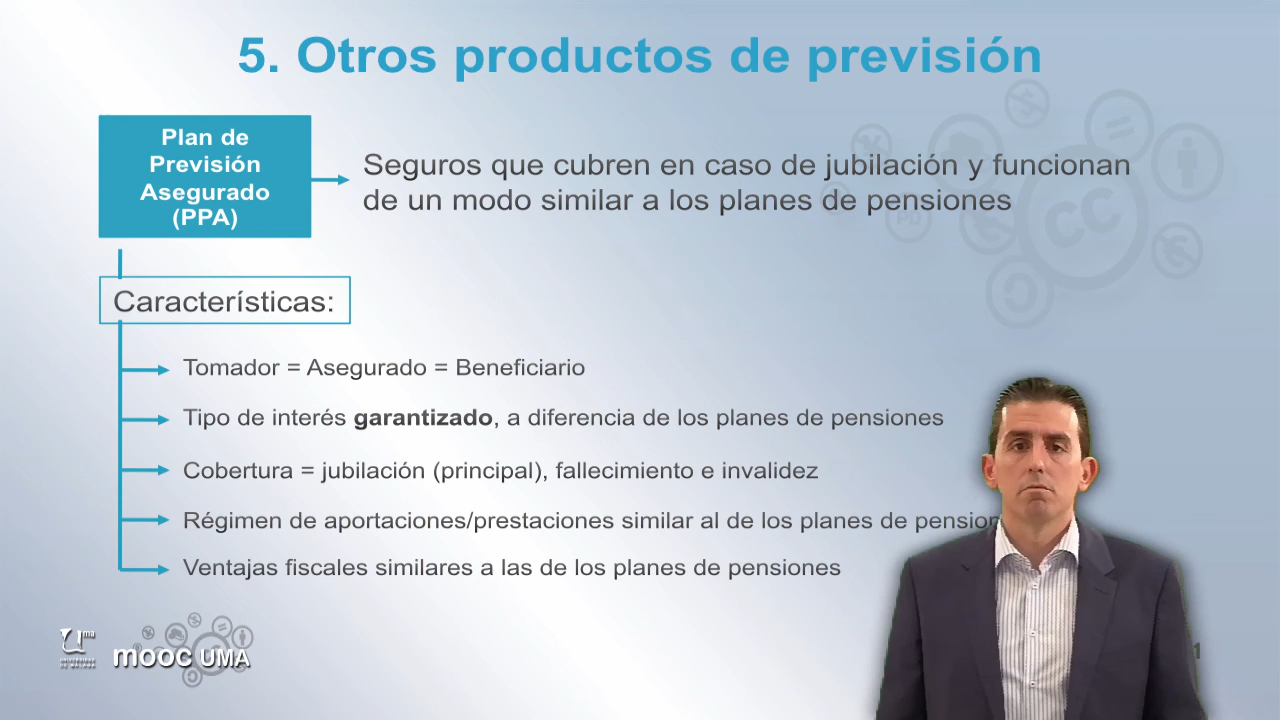 5. Otros productos de previsión
Plan de
Previsión
Asegurado
(PPA)
Seguros que cubren en caso de jubilación y funcionan
de un modo similar a los planes de pensiones
Características:
Tomador = Asegurado = Beneficiario
Tipo de interés garantizado, a diferencia de los planes de pensiones
Cobertura = jubilación (principal), fallecimiento e invalidez
Régimen de aportaciones/prestaciones similar al de los planes de pension
Ventajas fiscales similares a las de los planes de pensiones
uma
mooc UMA
cc